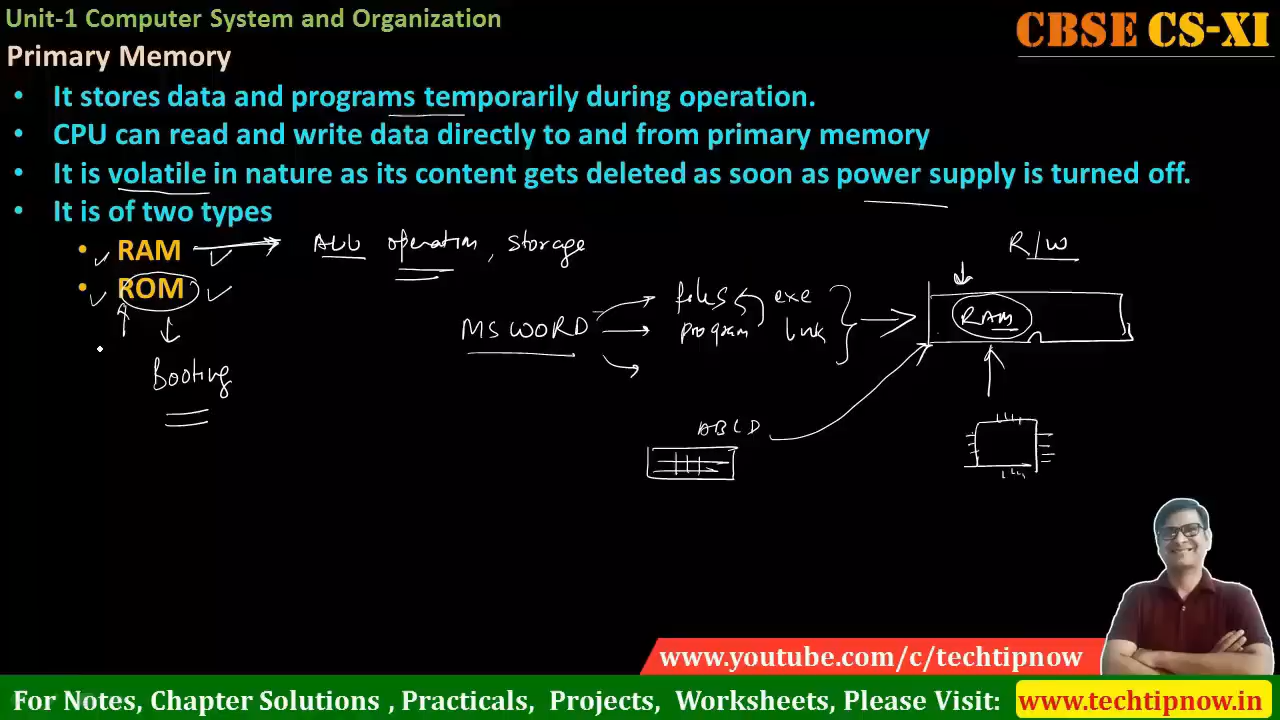 Unit-1 Computer System and Organization
CBSE CS-XI
Primary Memory
• It stores data and programs temporarily during operation.
• CPU can read and write data directly to and from primary memory
• It is volatile in nature as its content gets deleted as soon as power supply is turned off.
• It is of two types
• RAM
ALU operation, storage
R/W
• ROM
files exe
MS WORD
program link
RAM
Booting
ABCD
www.youtube.com/c/techtipnow
For Notes, Chapter Solutions , Practicals, Projects, Worksheets, Please Visit: www.techtipnow.in